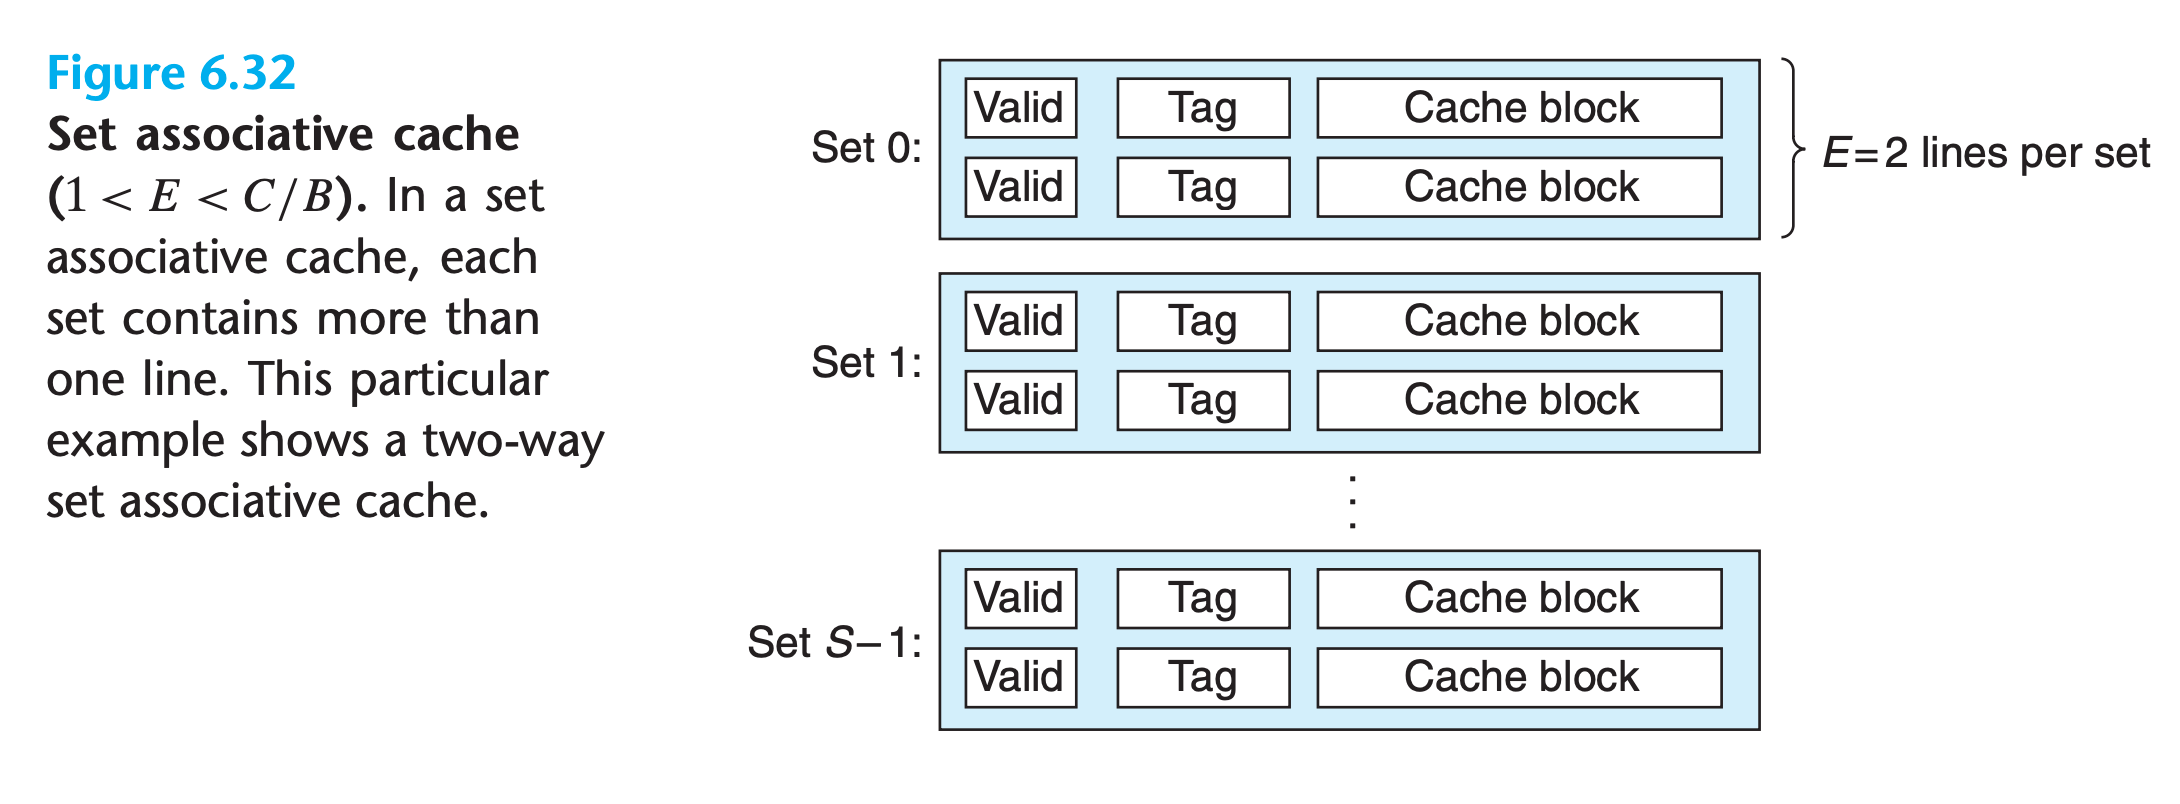 Figure 6.32
Set associative cache
(1 < E < C/B). In a set
associative cache, each
set contains more than
one line. This particular
example shows a two-way
set associative cache.
Set 0:
Valid Tag Cache block
Valid Tag Cache block
E=2 lines per set
Set 1:
Valid Tag Cache block
Valid Tag Cache block
⋮
Set S−1:
Valid Tag Cache block
Valid Tag Cache block